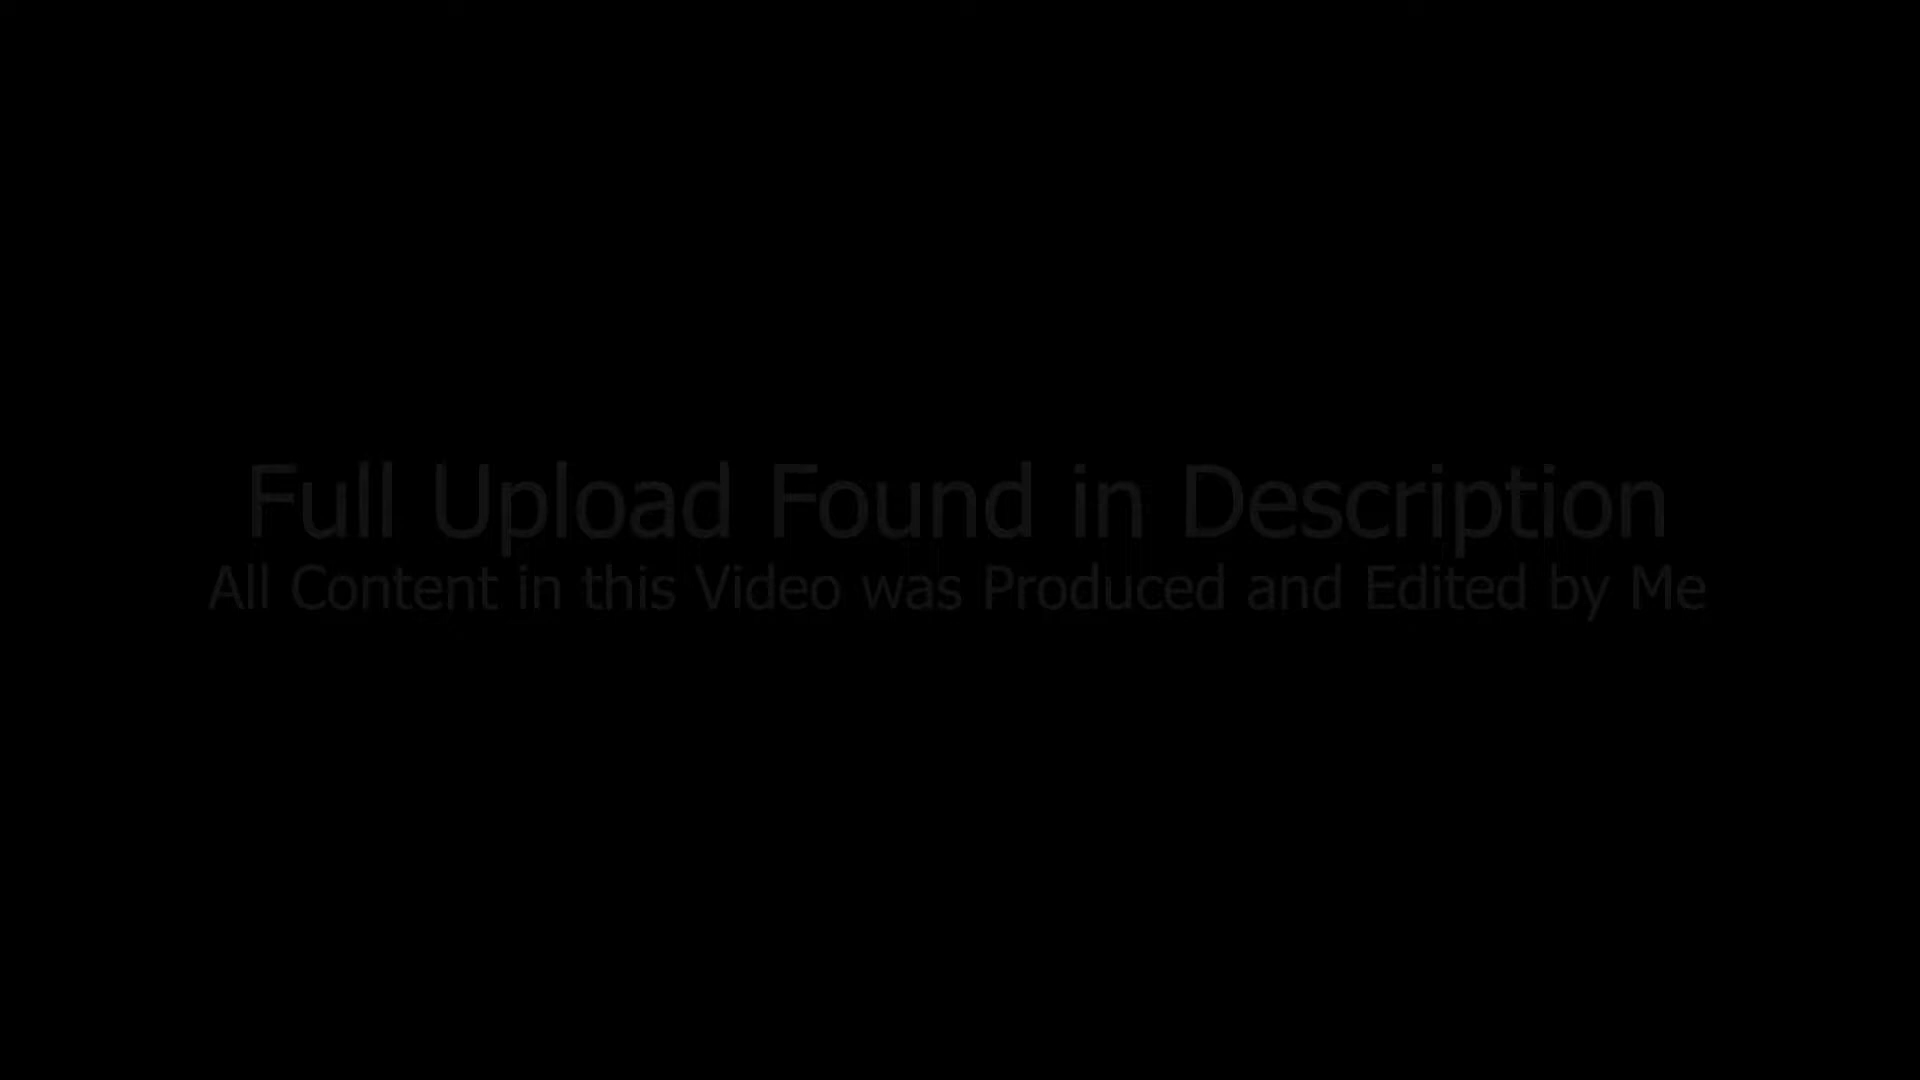 Full Upload Found in Description
All Content in this Video was Produced and Edited by Me